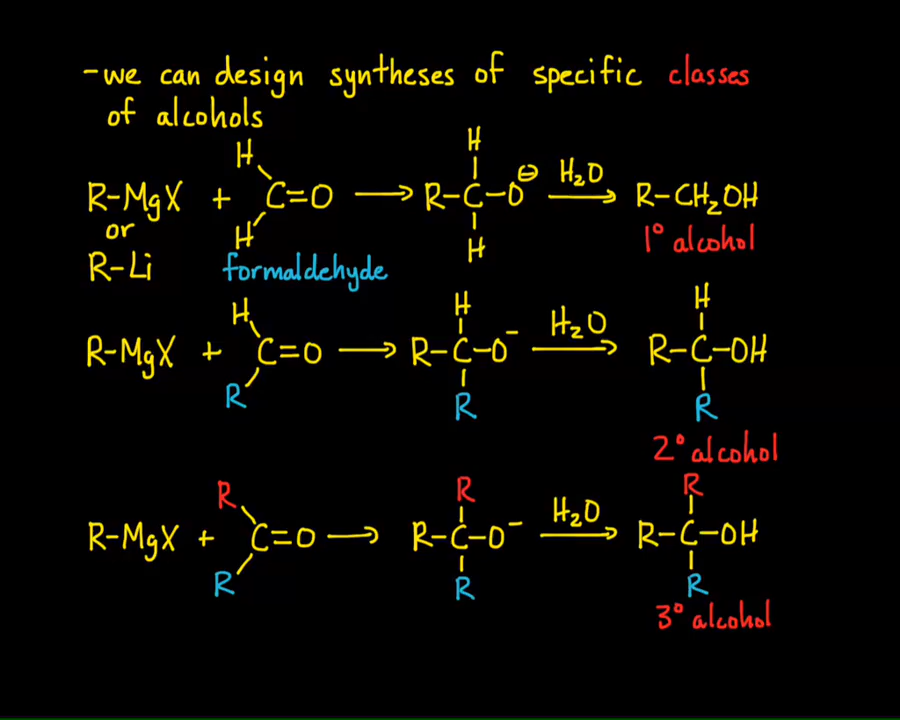 -we can design syntheses of specific classes
of alcohols
H
H
R-MgX + C=O → R-C-O⊖ H₂O → R-CH₂OH
or
H
H
1° alcohol
R-Li
formaldehyde
H
H
H
R-MgX + C=O → R-C-O⁻ H₂O → R-C-OH
R
R
R
2° alcohol
R
R
R
R-MgX + C=O → R-C-O⁻ H₂O → R-C-OH
R
R
R
3° alcohol